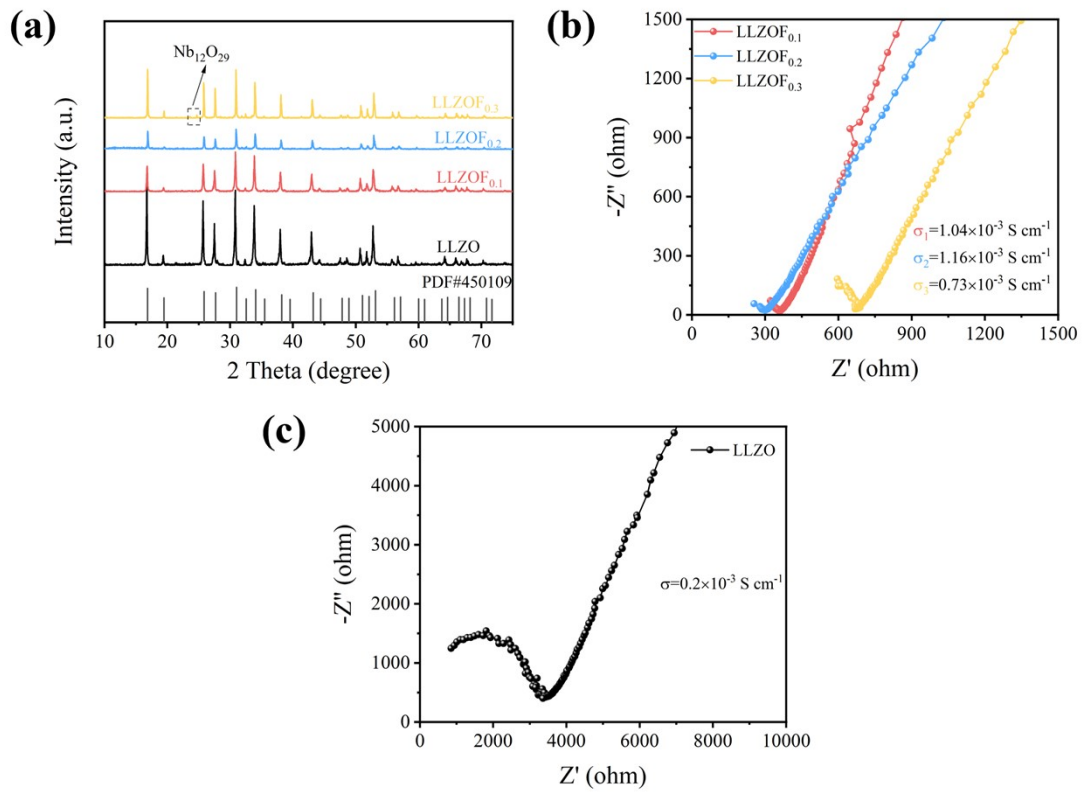 (a)
Nb₁₂O₂₉
LLZOF₀.₃
LLZOF₀.₂
LLZOF₀.₁
LLZO
PDF#450109
Intensity (a.u.)
10 20 30 40 50 60 70
2 Theta (degree)
(b)
LLZOF₀.₁
LLZOF₀.₂
LLZOF₀.₃
1500
1200
900
600
300
0
-Z'' (ohm)
σ₁=1.04×10⁻³ S cm⁻¹
σ₂=1.16×10⁻³ S cm⁻¹
σ₃=0.73×10⁻³ S cm⁻¹
0 300 600 900 1200 1500
Z' (ohm)
(c)
LLZO
5000
4000
3000
2000
1000
0
-Z'' (ohm)
σ=0.2×10⁻³ S cm⁻¹
0 2000 4000 6000 8000 10000
Z' (ohm)